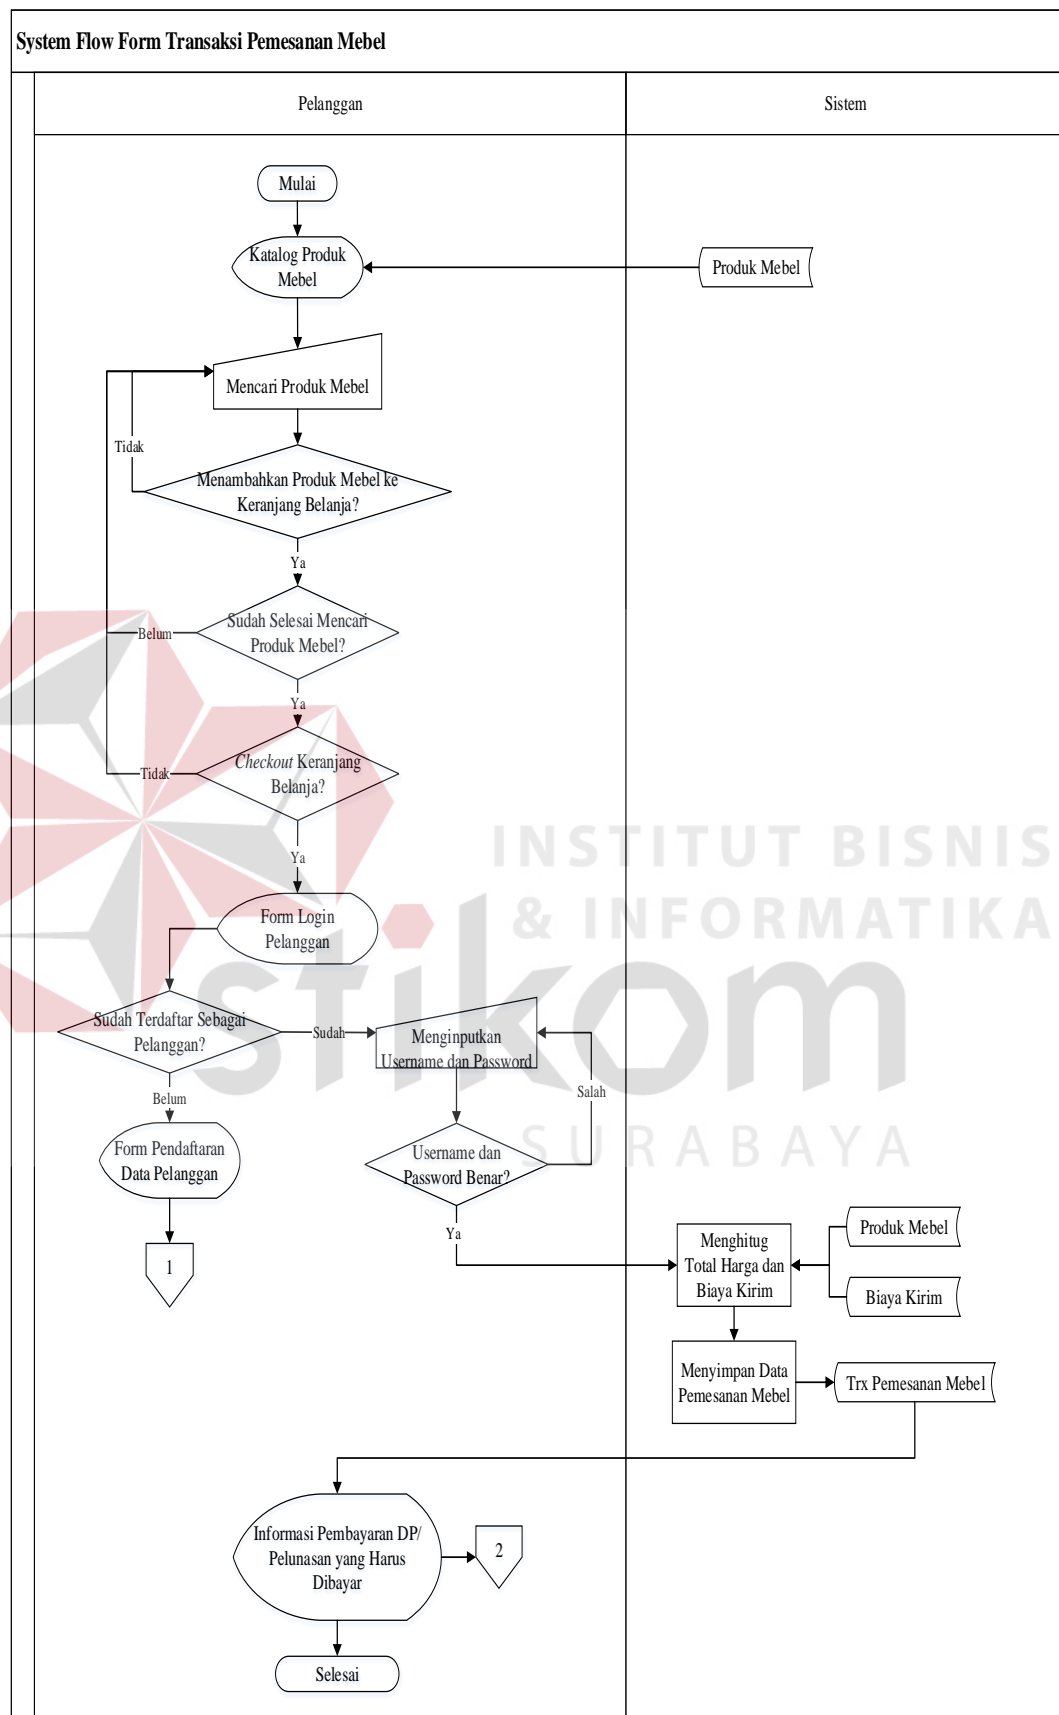 System Flow Form Transaksi Pemesanan Mebel
Pelanggan
Sistem
Mulai
Katalog Produk
Mebel
Produk Mebel
Mencari Produk Mebel
Tidak
Menambahkan Produk Mebel ke
Keranjang Belanja?
Ya
Sudah Selesai Mencari
Produk Mebel?
Belum
Ya
Checkout Keranjang
Belanja?
Tidak
Ya
INSTITUT BISNIS
& INFORMATIKA
stikom
SURABAYA
Form Login
Pelanggan
Sudah Terdaftar Sebagai
Pelanggan?
Sudah
Menginputkan
Username dan Password
Salah
Belum
Form Pendaftaran
Data Pelanggan
Username dan
Password Benar?
Ya
1
Menghitug
Total Harga dan
Biaya Kirim
Produk Mebel
Biaya Kirim
Menyimpan Data
Pemesanan Mebel
Trx Pemesanan Mebel
Informasi Pembayaran DP/
Pelunasan yang Harus
Dibayar
2
Selesai